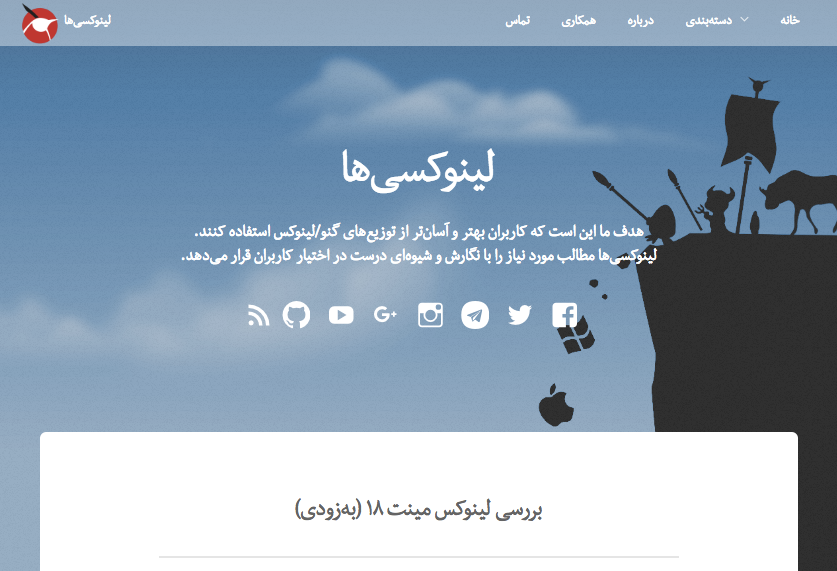 خانه
دسته‌بندی
درباره
همکاری
تماس
لینوکسی‌ها
لینوکسی‌ها
هدف ما این است که کاربران بهتر و آسان‌تر از توزیع‌های گنو/لینوکس استفاده کنند.
لینوکسی‌ها مطالب مورد نیاز را با نگارش و شیوه‌ای درست در اختیار کاربران قرار می‌دهد.
G+
بررسی لینوکس مینت ۱۸ (به‌زودی)